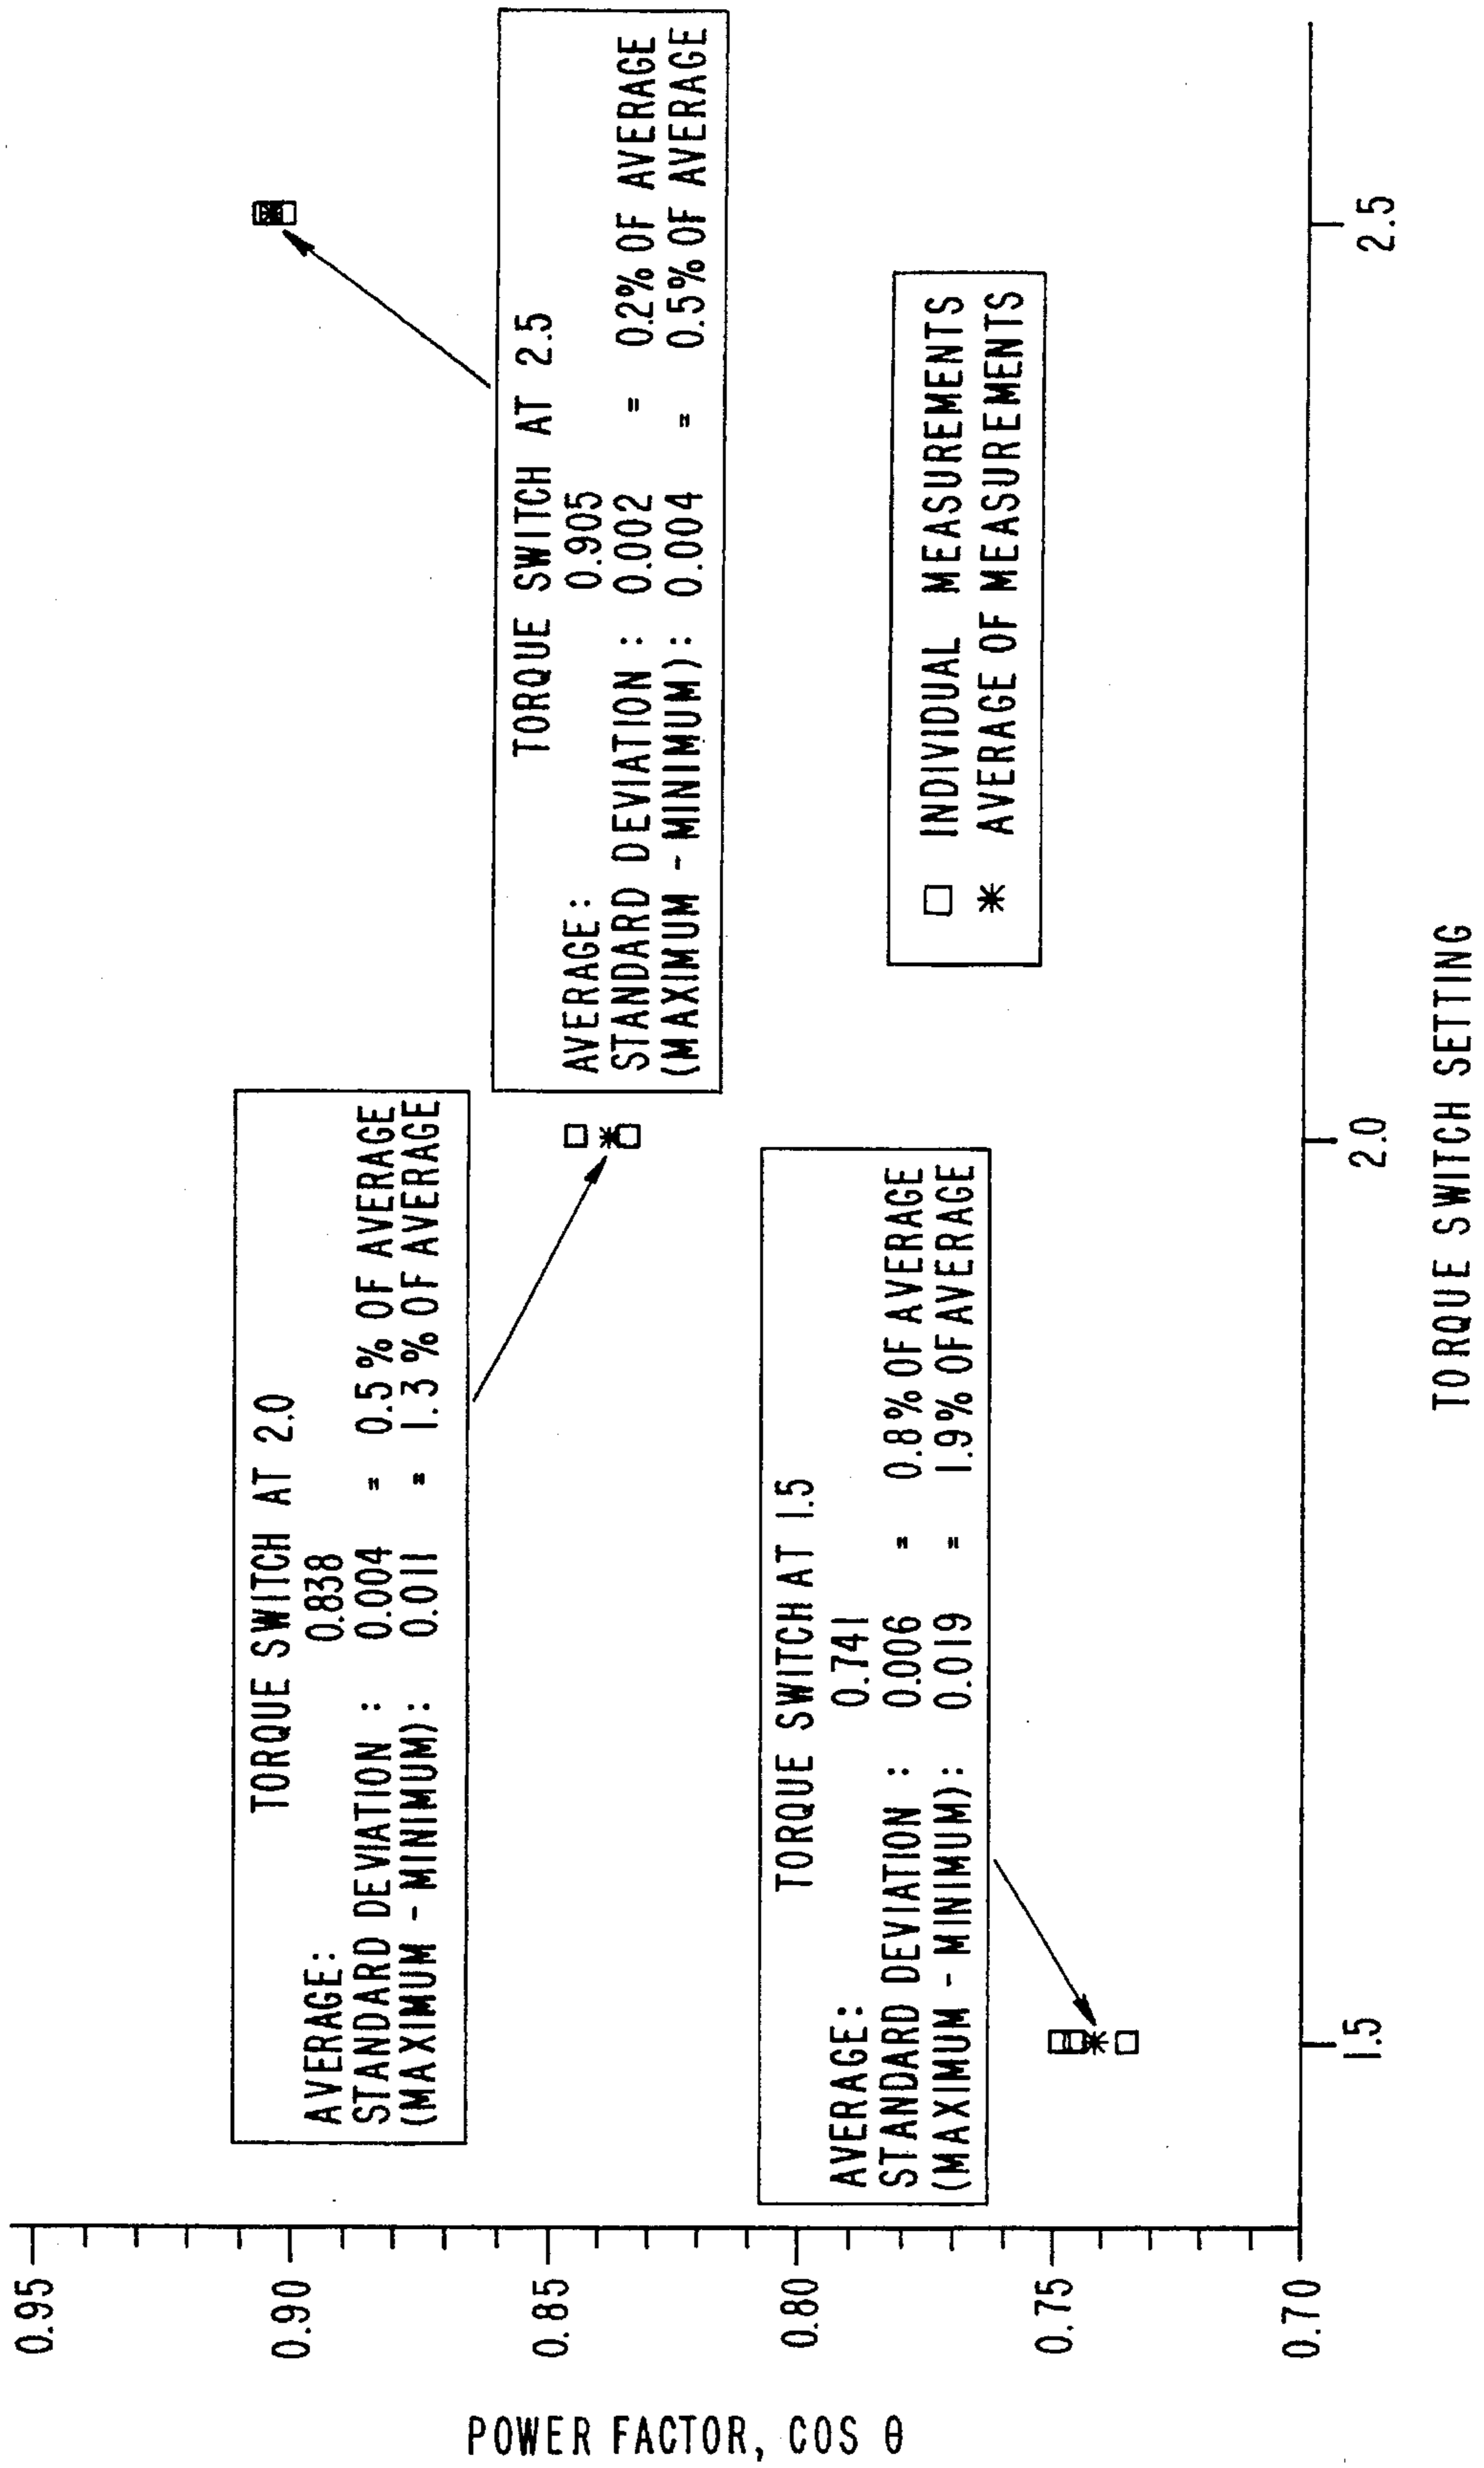 POWER FACTOR, COS θ
0.95
0.90
0.85
0.80
0.75
0.70
TORQUE SWITCH AT 2.0
AVERAGE: 0.838
STANDARD DEVIATION : 0.004 = 0.5 % OF AVERAGE
(MAXIMUM - MINIMUM): 0.011 = 1.3 % OF AVERAGE
TORQUE SWITCH AT 2.5
AVERAGE: 0.905
STANDARD DEVIATION : 0.002 = 0.2% OF AVERAGE
(MAXIMUM - MINIMUM): 0.004 = 0.5% OF AVERAGE
TORQUE SWITCH AT 1.5
AVERAGE: 0.741
STANDARD DEVIATION : 0.006 = 0.8% OF AVERAGE
(MAXIMUM - MINIMUM): 0.019 = 1.9% OF AVERAGE
□ INDIVIDUAL MEASUREMENTS
* AVERAGE OF MEASUREMENTS
1.5
2.0
2.5
TORQUE SWITCH SETTING